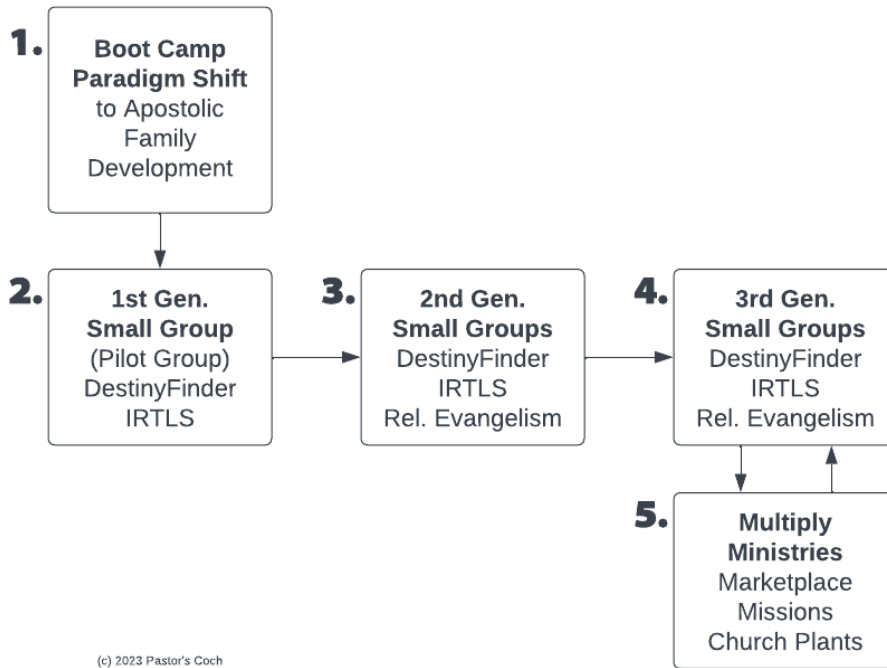 1.
Boot Camp
Paradigm Shift
to Apostolic
Family
Development
2.
1st Gen.
Small Group
(Pilot Group)
DestinyFinder
IRTLS
3.
2nd Gen.
Small Groups
DestinyFinder
IRTLS
Rel. Evangelism
4.
3rd Gen.
Small Groups
DestinyFinder
IRTLS
Rel. Evangelism
5.
Multiply
Ministries
Marketplace
Missions
Church Plants
(c) 2023 Pastor's Coch